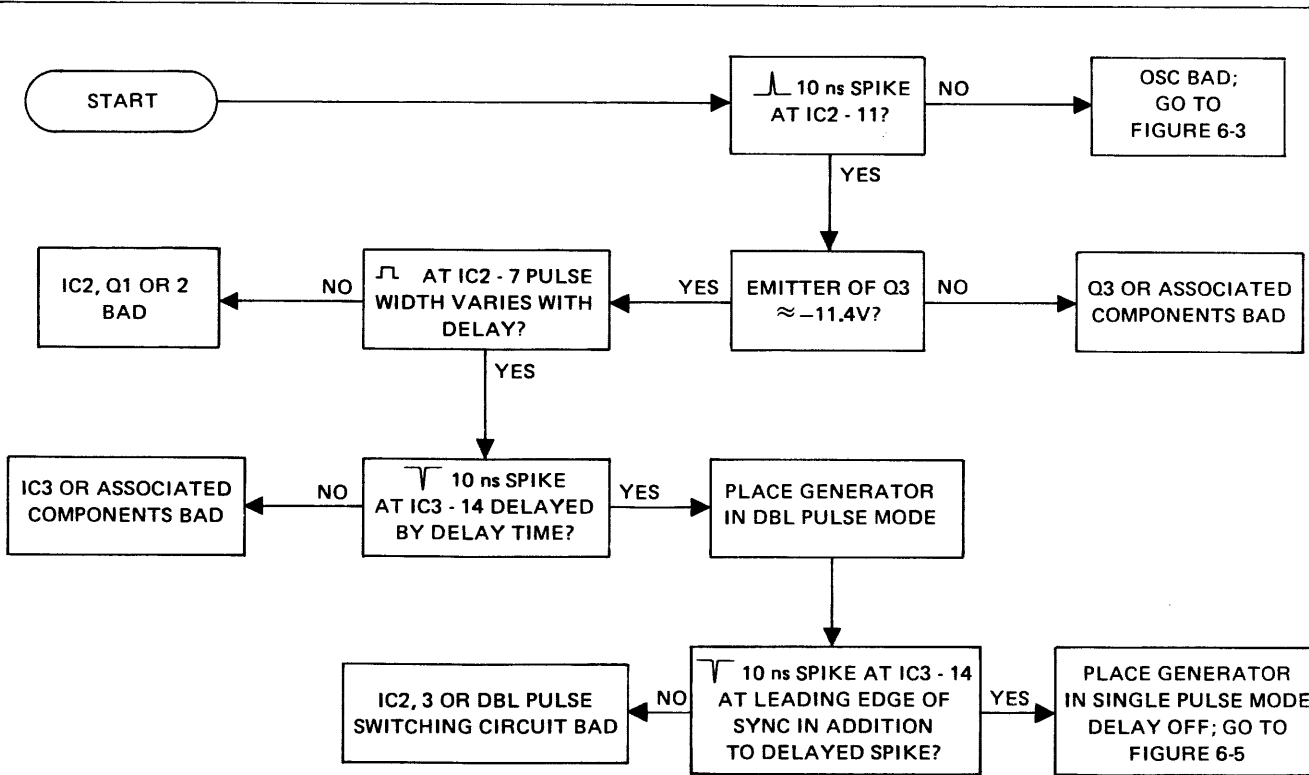 START
10 ns SPIKE
AT IC2 - 11?
NO
OSC BAD;
GO TO
FIGURE 6-3
YES
IC2, Q1 OR 2
BAD
NO
AT IC2 - 7 PULSE
WIDTH VARIES WITH
DELAY?
YES
EMITTER OF Q3
≈ −11.4V?
NO
Q3 OR ASSOCIATED
COMPONENTS BAD
YES
IC3 OR ASSOCIATED
COMPONENTS BAD
NO
10 ns SPIKE
AT IC3 - 14 DELAYED
BY DELAY TIME?
YES
PLACE GENERATOR
IN DBL PULSE MODE
IC2, 3 OR DBL PULSE
SWITCHING CIRCUIT BAD
NO
10 ns SPIKE AT IC3 - 14
AT LEADING EDGE OF
SYNC IN ADDITION
TO DELAYED SPIKE?
YES
PLACE GENERATOR
IN SINGLE PULSE MODE
DELAY OFF; GO TO
FIGURE 6-5